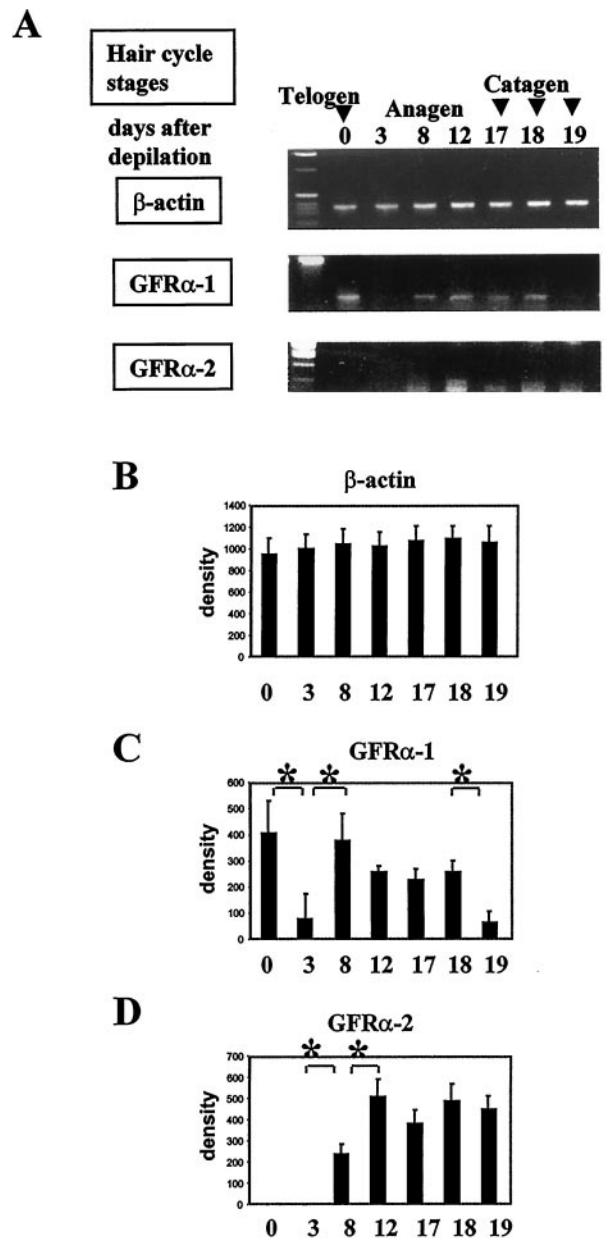 A
Hair cycle
stages
Telogen
Anagen
Catagen
days after
depilation
0 3 8 12 17 18 19
β-actin
GFRα-1
GFRα-2
B
β-actin
density
1400
1200
1000
800
600
400
200
0
0 3 8 12 17 18 19
C
GFRα-1
* * *
density
600
500
400
300
200
100
0
0 3 8 12 17 18 19
D
GFRα-2
* *
density
700
600
500
400
300
200
100
0
0 3 8 12 17 18 19